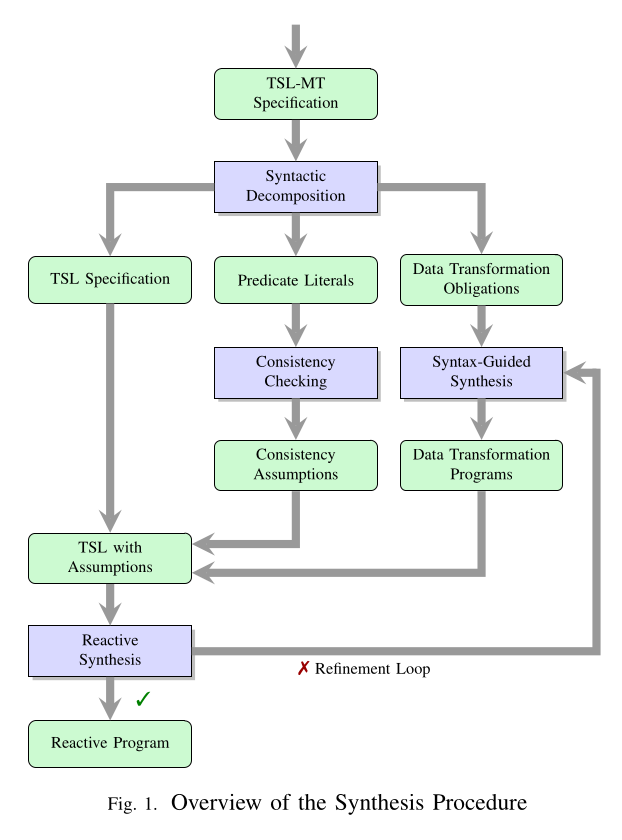 TSL-MT
Specification
Syntactic
Decomposition
TSL Specification
Predicate Literals
Data Transformation
Obligations
Consistency
Checking
Syntax-Guided
Synthesis
Consistency
Assumptions
Data Transformation
Programs
TSL with
Assumptions
Reactive
Synthesis
✗ Refinement Loop
✓
Reactive Program
Fig. 1. Overview of the Synthesis Procedure